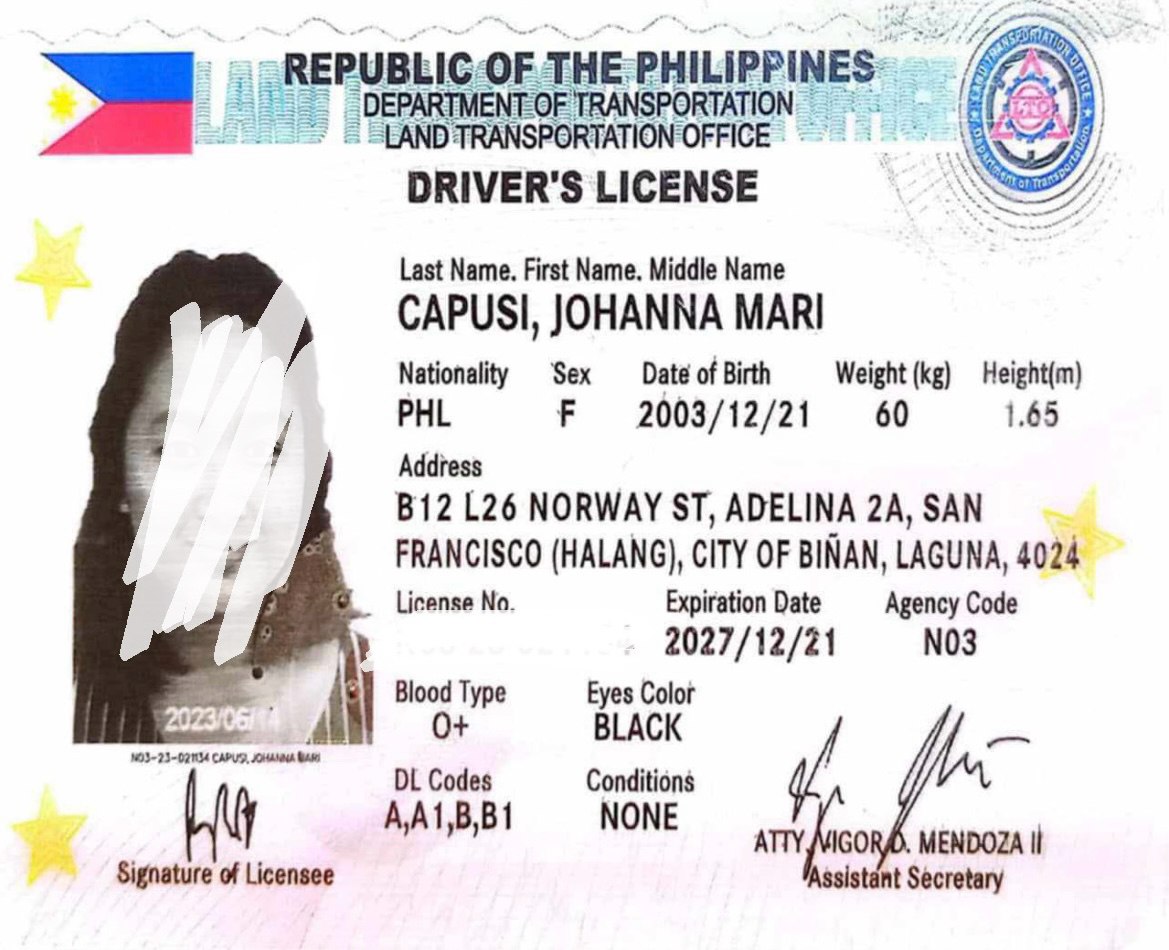 REPUBLIC OF THE PHILIPPINES
DEPARTMENT OF TRANSPORTATION
LAND TRANSPORTATION OFFICE
LAND TRANSPORTATION OFFICE
LTO
Department of Transportation
DRIVER'S LICENSE
Last Name. First Name. Middle Name
CAPUSI, JOHANNA MARI
Nationality Sex Date of Birth Weight (kg) Height(m)
PHL F 2003/12/21 60 1.65
Address
B12 L26 NORWAY ST, ADELINA 2A, SAN
FRANCISCO (HALANG), CITY OF BIÑAN, LAGUNA, 4024
License No. Expiration Date Agency Code
2027/12/21 N03
Blood Type Eyes Color
O+ BLACK
DL Codes Conditions
A,A1,B,B1 NONE
2023/06/14
CAPUSI, JOHANNA MARI
Signature of Licensee
ATTY. VIGOR D. MENDOZA II
Assistant Secretary